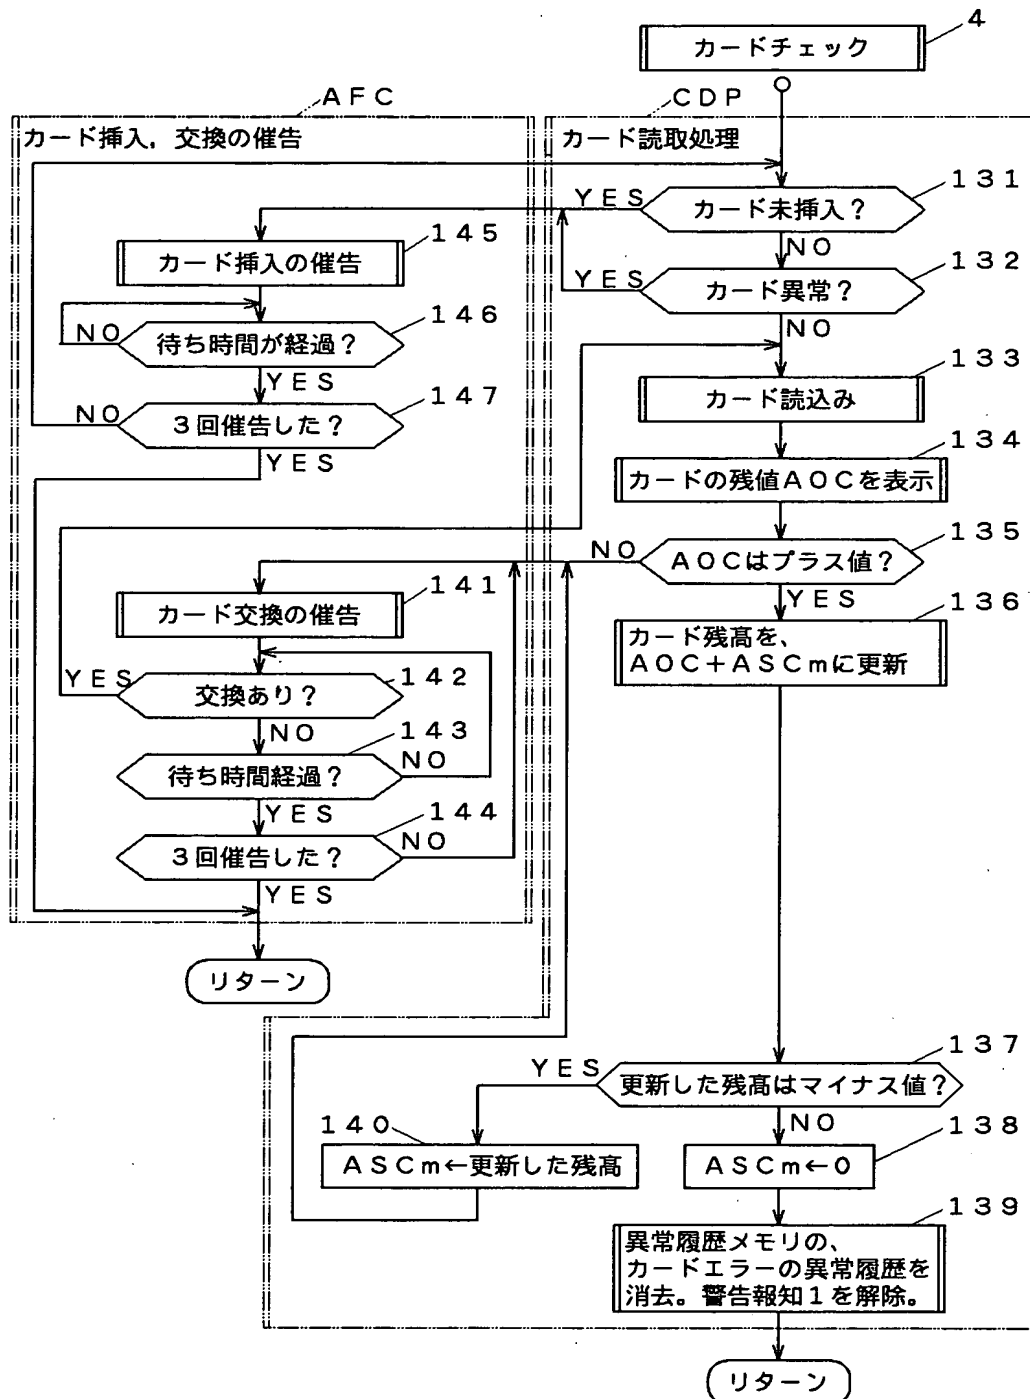 4
カードチェック
AFC
CDP
カード挿入,交換の催告
カード読取処理
131
YES
カード未挿入?
NO
145
カード挿入の催告
132
YES
カード異常?
NO
146
NO
待ち時間が経過?
YES
133
カード読込み
147
NO
3回催告した?
YES
134
カードの残値AOCを表示
135
NO
AOCはプラス値?
YES
141
カード交換の催告
136
カード残高を、
AOC+ASCmに更新
142
YES
交換あり?
NO
143
待ち時間経過?
NO
YES
144
3回催告した?
NO
YES
リターン
137
YES
更新した残高はマイナス値?
NO
140
ASCm←更新した残高
138
ASCm←0
139
異常履歴メモリの、
カードエラーの異常履歴を
消去。警告報知1を解除。
リターン